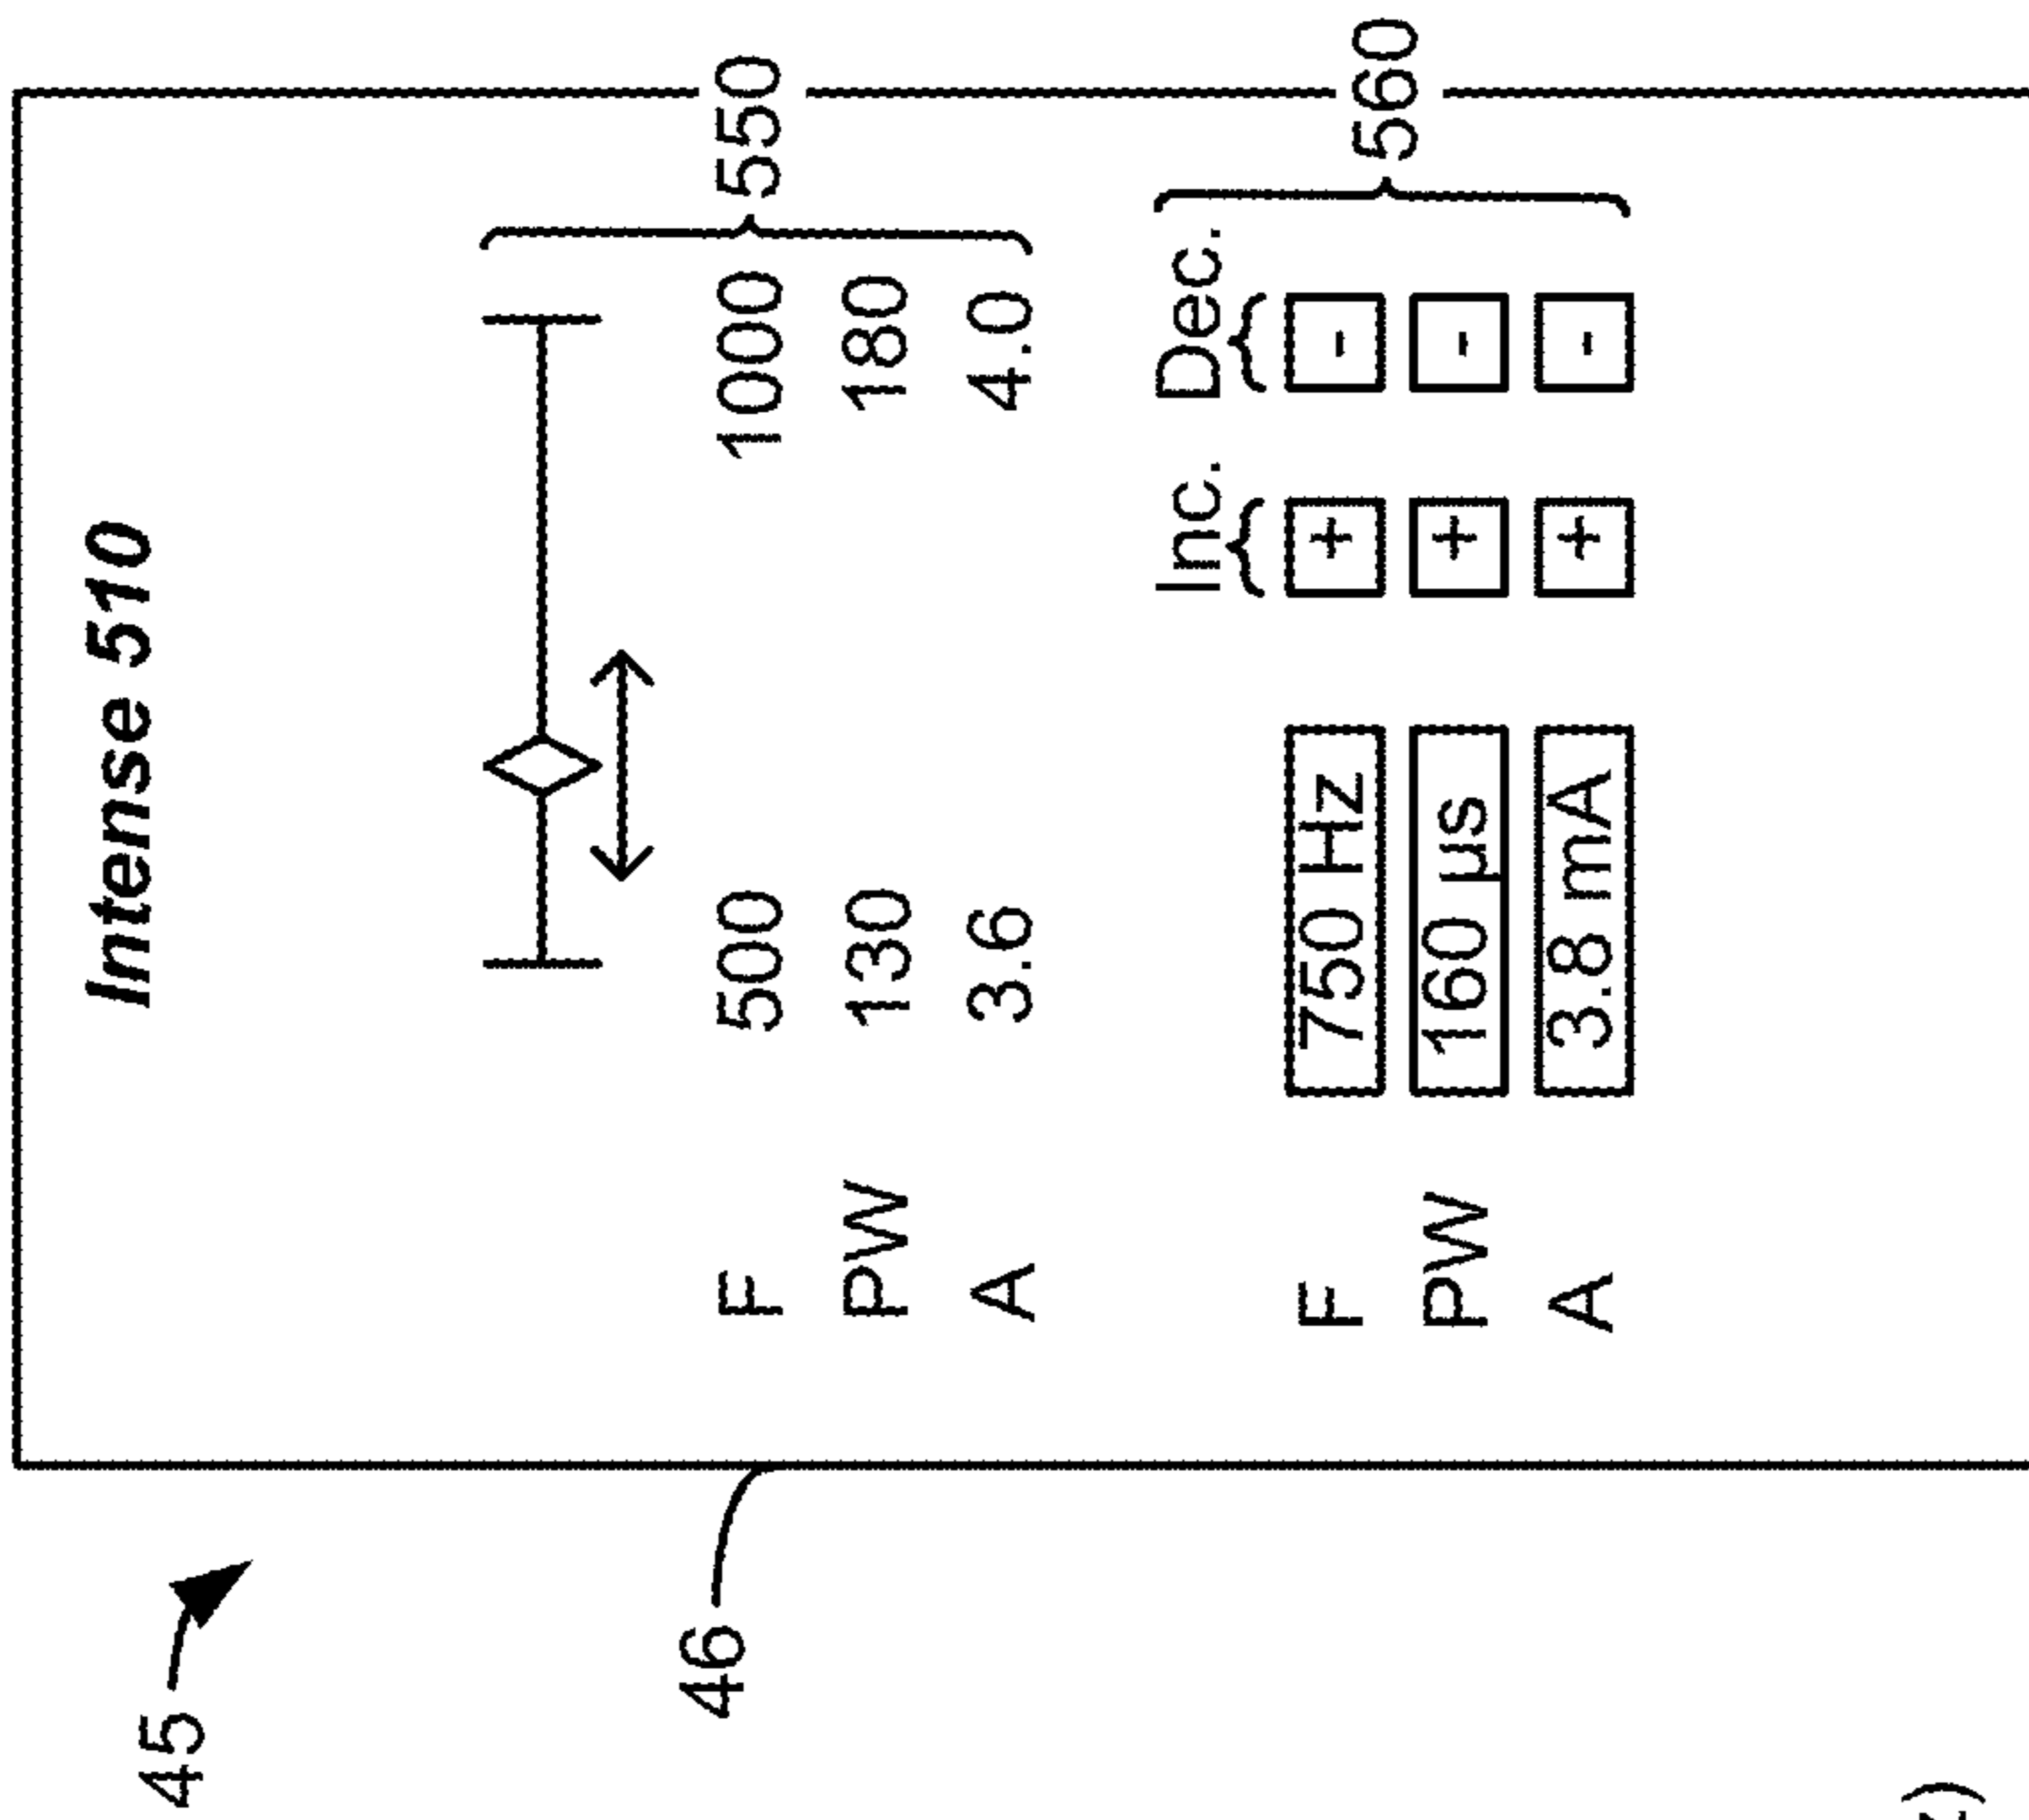 45
46
Intense 510
F 500 1000
PW 130 180
A 3.6 4.0
550
Inc. Dec.
F 750 Hz + -
PW 160 µs + -
A 3.8 mA + -
560
)